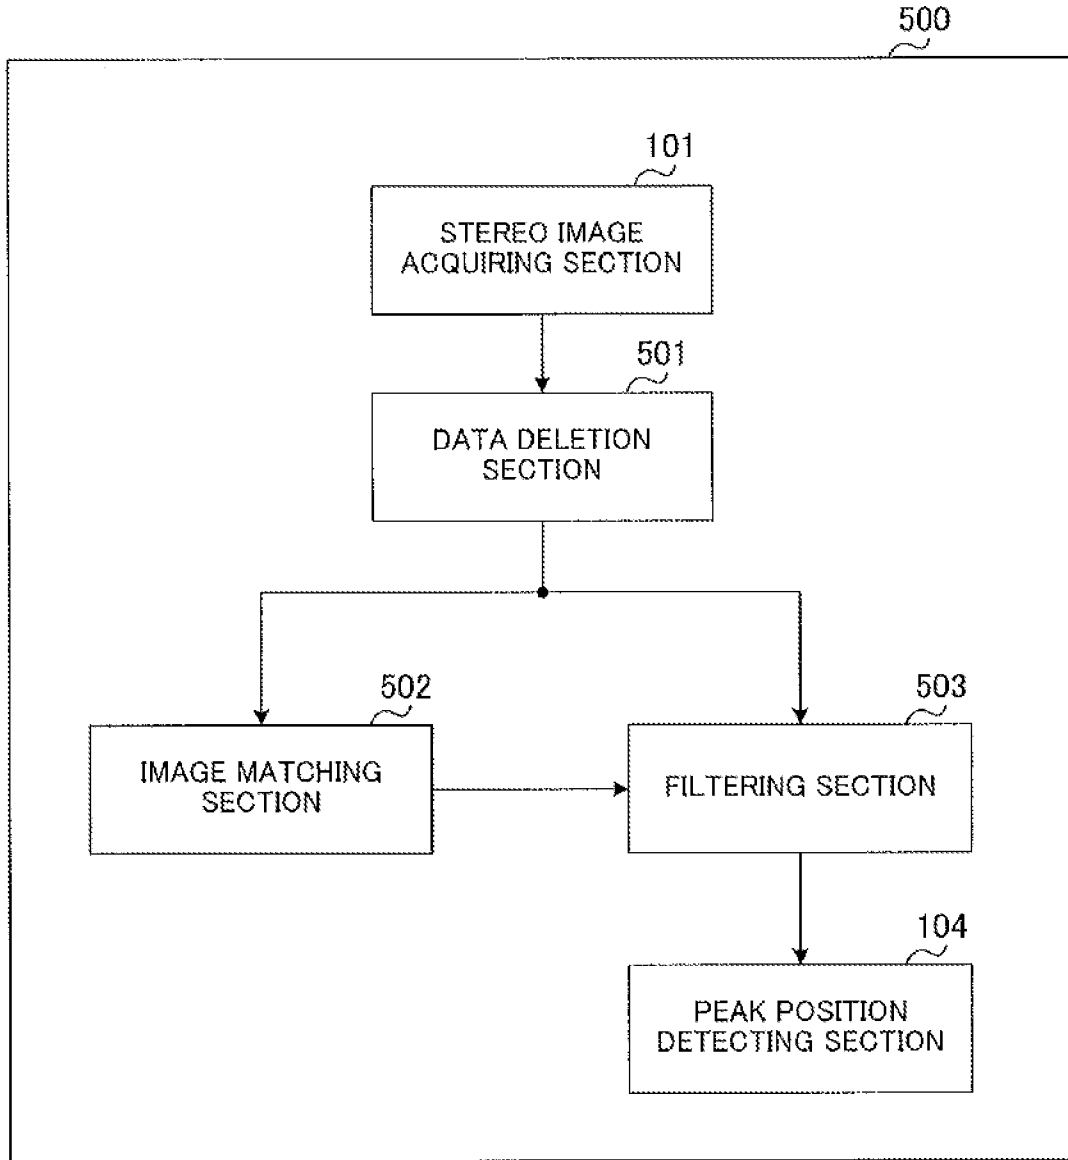 500
101
STEREO IMAGE
ACQUIRING SECTION
501
DATA DELETION
SECTION
502
IMAGE MATCHING
SECTION
503
FILTERING SECTION
104
PEAK POSITION
DETECTING SECTION